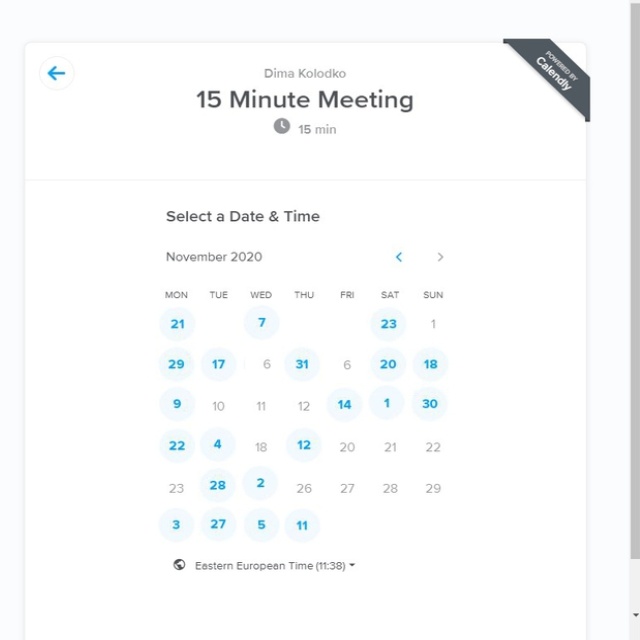 Dima Kolodko
POWERED BY
Calendly
15 Minute Meeting
15 min
Select a Date & Time
November 2020
MON TUE WED THU FRI SAT SUN
21 7 23 1
29 17 6 31 6 20 18
9 10 11 12 14 1 30
22 4 18 12 20 21 22
23 28 2 26 27 28 29
3 27 5 11
Eastern European Time (11:38)